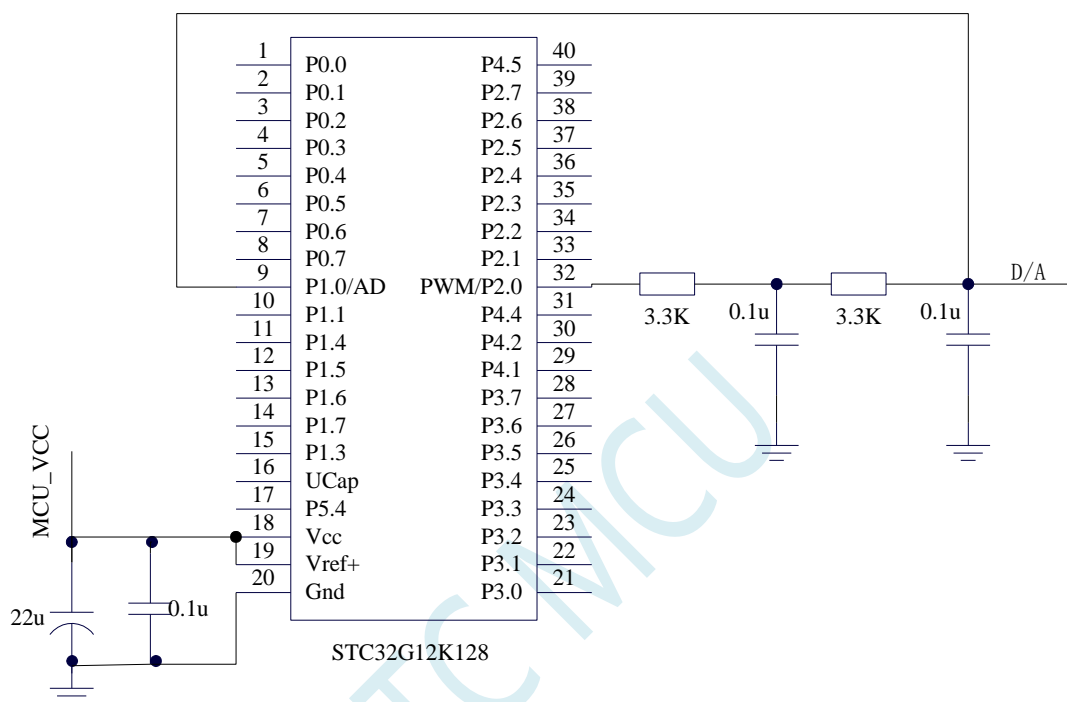 1 P0.0 P4.5 40
2 P0.1 P2.7 39
3 P0.2 P2.6 38
4 P0.3 P2.5 37
5 P0.4 P2.4 36
6 P0.5 P2.3 35
7 P0.6 P2.2 34
8 P0.7 P2.1 33
9 P1.0/AD PWM/P2.0 32
10 P1.1 P4.4 31
11 P1.4 P4.2 30
12 P1.5 P4.1 29
13 P1.6 P3.7 28
14 P1.7 P3.6 27
15 P1.3 P3.5 26
16 UCap P3.4 25
17 P5.4 P3.3 24
18 Vcc P3.2 23
19 Vref+ P3.1 22
20 Gnd P3.0 21
STC32G12K128
MCU_VCC
22u
0.1u
3.3K
0.1u
3.3K
0.1u
D/A
STC MCU